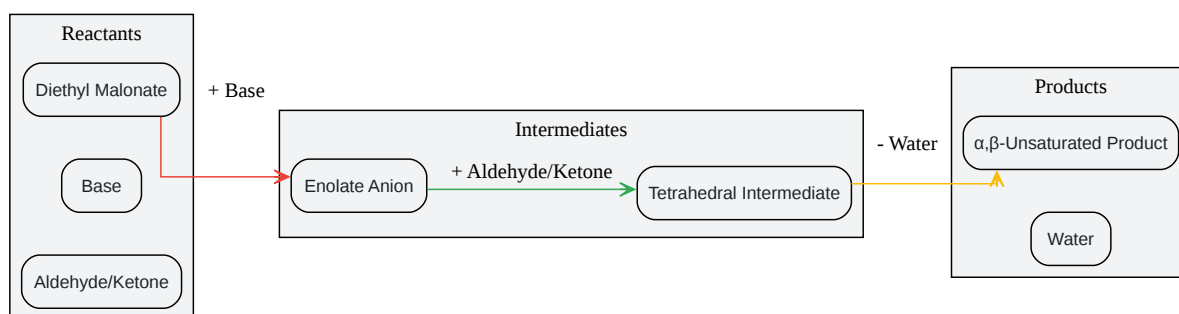 Reactants
Diethyl Malonate
Base
Aldehyde/Ketone
+ Base
Intermediates
Enolate Anion
+ Aldehyde/Ketone
Tetrahedral Intermediate
- Water
Products
α,β-Unsaturated Product
Water